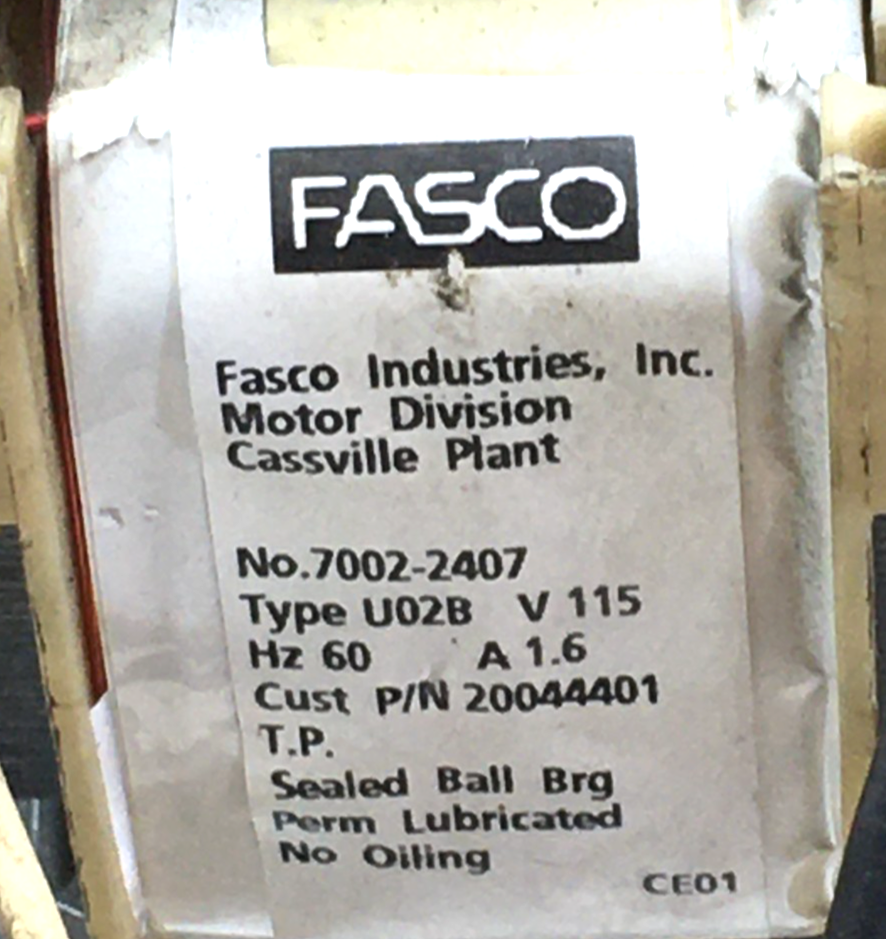 FASCO
Fasco Industries, Inc.
Motor Division
Cassville Plant
No.7002-2407
Type U02B V 115
Hz 60 A 1.6
Cust P/N 20044401
T.P.
Sealed Ball Brg
Perm Lubricated
No Oiling
CE01